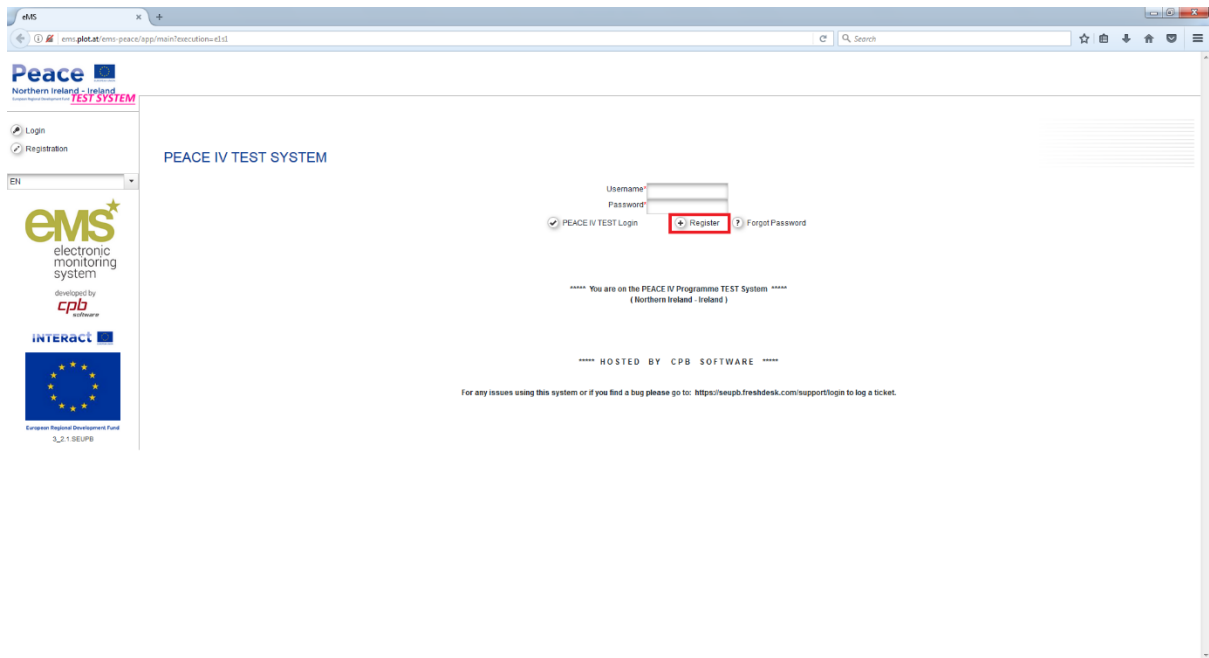 eMS
ems.plot.at/ems-peace/app/main?execution=e1s1
Search
Peace
Northern Ireland - Ireland
European Regional Development Fund
TEST SYSTEM
Login
Registration
EN
PEACE IV TEST SYSTEM
Username*
Password*
PEACE IV TEST Login
Register
? Forgot Password
***** You are on the PEACE IV Programme TEST System *****
( Northern Ireland - Ireland )
***** HOSTED BY CPB SOFTWARE *****
For any issues using this system or if you find a bug please go to: https://seupb.freshdesk.com/support/login to log a ticket.
eMS
electronic
monitoring
system
developed by
cpb
software
INTERACT
European Regional Development Fund
3_2.1.SEUPB